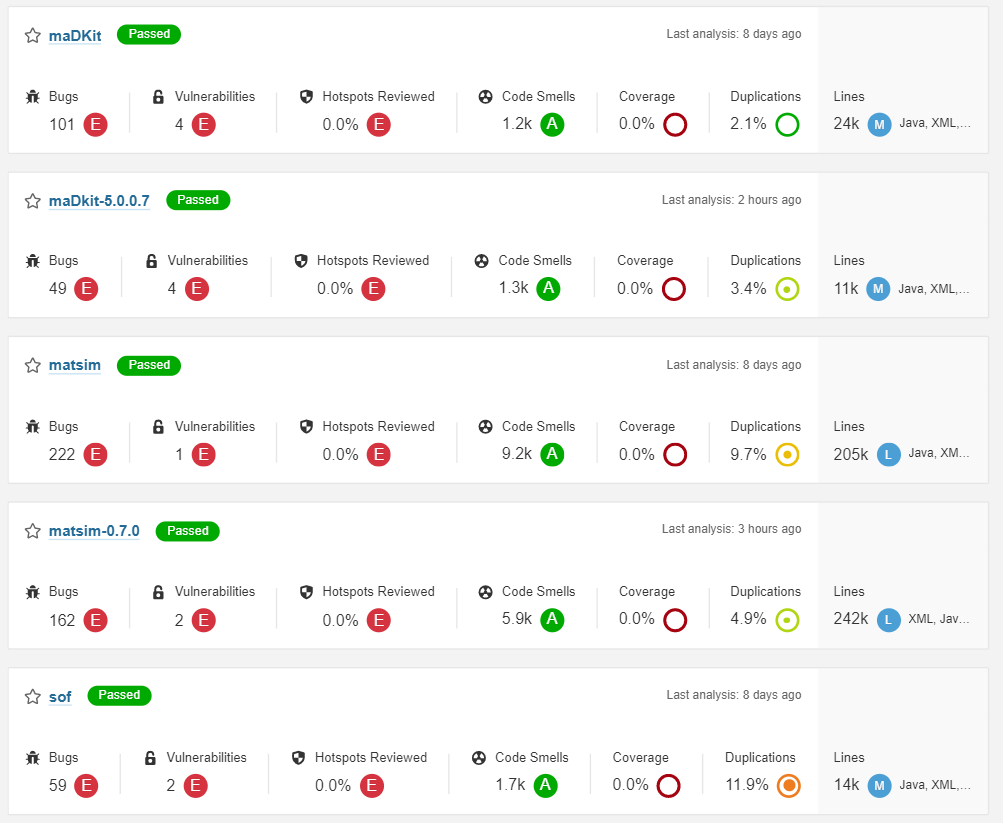 maDKit Passed Last analysis: 8 days ago
Bugs Vulnerabilities Hotspots Reviewed Code Smells Coverage Duplications Lines
101 E 4 E 0.0% E 1.2k A 0.0% 2.1% 24k M Java, XML,...
maDkit-5.0.0.7 Passed Last analysis: 2 hours ago
Bugs Vulnerabilities Hotspots Reviewed Code Smells Coverage Duplications Lines
49 E 4 E 0.0% E 1.3k A 0.0% 3.4% 11k M Java, XML,...
matsim Passed Last analysis: 8 days ago
Bugs Vulnerabilities Hotspots Reviewed Code Smells Coverage Duplications Lines
222 E 1 E 0.0% E 9.2k A 0.0% 9.7% 205k L Java, XM...
matsim-0.7.0 Passed Last analysis: 3 hours ago
Bugs Vulnerabilities Hotspots Reviewed Code Smells Coverage Duplications Lines
162 E 2 E 0.0% E 5.9k A 0.0% 4.9% 242k L XML, Jav...
sof Passed Last analysis: 8 days ago
Bugs Vulnerabilities Hotspots Reviewed Code Smells Coverage Duplications Lines
59 E 2 E 0.0% E 1.7k A 0.0% 11.9% 14k M Java, XML,...